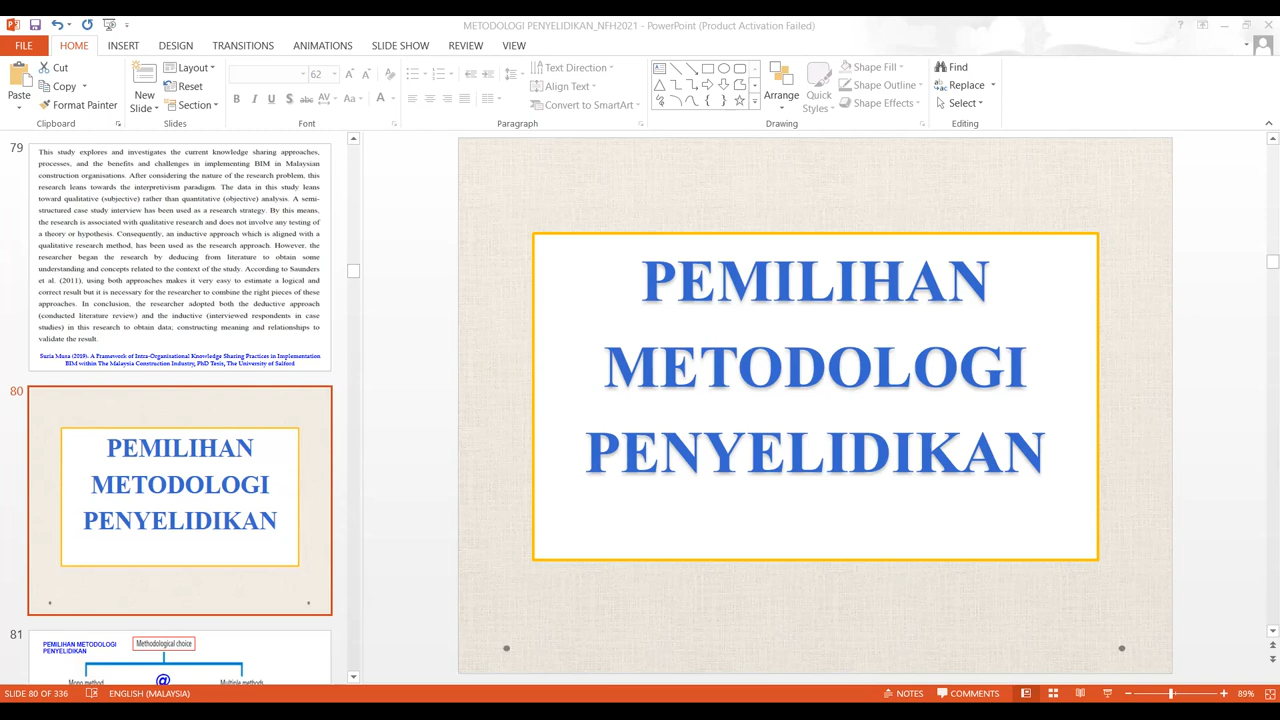 METODOLOGI PENYELIDIKAN_NFH2021 - PowerPoint (Product Activation Failed)
?
FILE HOME INSERT DESIGN TRANSITIONS ANIMATIONS SLIDE SHOW REVIEW VIEW
Paste
Cut
Copy
Format Painter
Clipboard
New
Slide
Layout
Reset
Section
Slides
62
B I U S abc AV Aa A
Font
Text Direction
Align Text
Convert to SmartArt
Paragraph
Arrange
Quick
Styles
Shape Fill
Shape Outline
Shape Effects
Drawing
Find
Replace
Select
Editing
79
This study explores and investigates the current knowledge sharing approaches,
processes, and the benefits and challenges in implementing BIM in Malaysian
construction organisations. After considering the nature of the research problem, this
research leans towards the interpretivism paradigm. The data in this study leans
toward qualitative (subjective) rather than quantitative (objective) analysis. A semi-
structured case study interview has been used as a research strategy. By this means,
the research is associated with qualitative research and does not involve any testing of
a theory or hypothesis. Consequently, an inductive approach which is aligned with a
qualitative research method, has been used as the research approach. However, the
researcher began the research by deducing from literature to obtain some
understanding and concepts related to the context of the study. According to Saunders
et al. (2011), using both approaches makes it very easy to estimate a logical and
correct result but it is necessary for the researcher to combine the right pieces of these
approaches. In conclusion, the researcher adopted both the deductive approach
(conducted literature review) and the inductive (interviewed respondents in case
studies) in this research to obtain data; constructing meaning and relationships to
validate the result.
Suria Musa (2019). A Framework of Intra-Organisational Knowledge Sharing Practices in Implementation
BIM within The Malaysia Construction Industry, PhD Tesis, The University of Salford
80
PEMILIHAN
METODOLOGI
PENYELIDIKAN
81
PEMILIHAN METODOLOGI
PENYELIDIKAN
Methodological choice
Mono method
@
Multiple methods
PEMILIHAN
METODOLOGI
PENYELIDIKAN
SLIDE 80 OF 336
ENGLISH (MALAYSIA)
NOTES
COMMENTS
89%